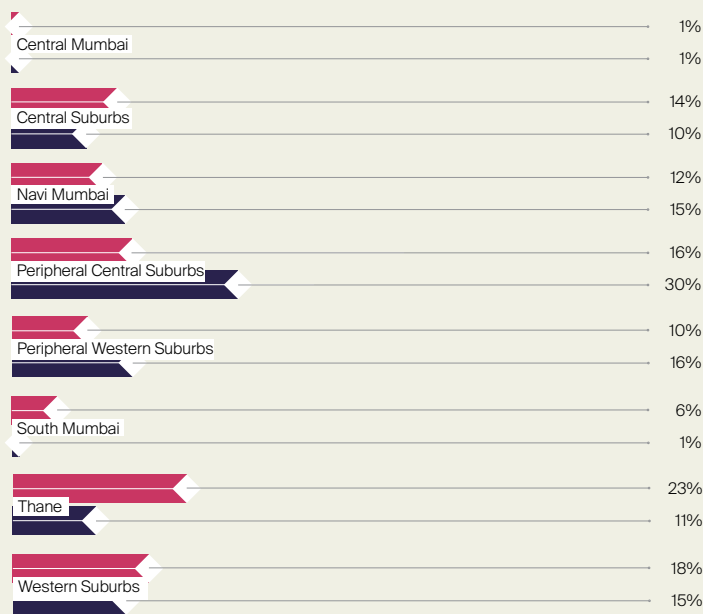 1%
Central Mumbai
1%
14%
Central Suburbs
10%
12%
Navi Mumbai
15%
16%
Peripheral Central Suburbs
30%
10%
Peripheral Western Suburbs
16%
6%
South Mumbai
1%
23%
Thane
11%
18%
Western Suburbs
15%